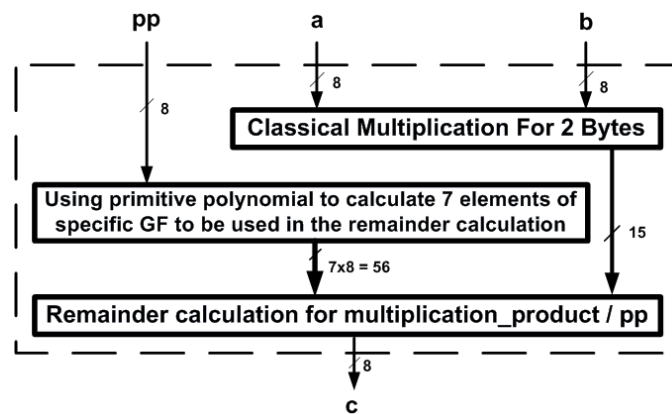 pp a b
8 8 8
Classical Multiplication For 2 Bytes
Using primitive polynomial to calculate 7 elements of
specific GF to be used in the remainder calculation
15
7x8 = 56
Remainder calculation for multiplication_product / pp
8
c